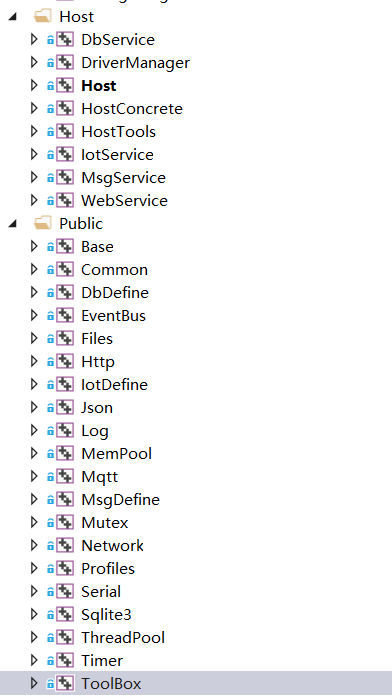 Host
DbService
DriverManager
Host
HostConcrete
HostTools
IotService
MsgService
WebService
Public
Base
Common
DbDefine
EventBus
Files
Http
IotDefine
Json
Log
MemPool
Mqtt
MsgDefine
Mutex
Network
Profiles
Serial
Sqlite3
ThreadPool
Timer
ToolBox